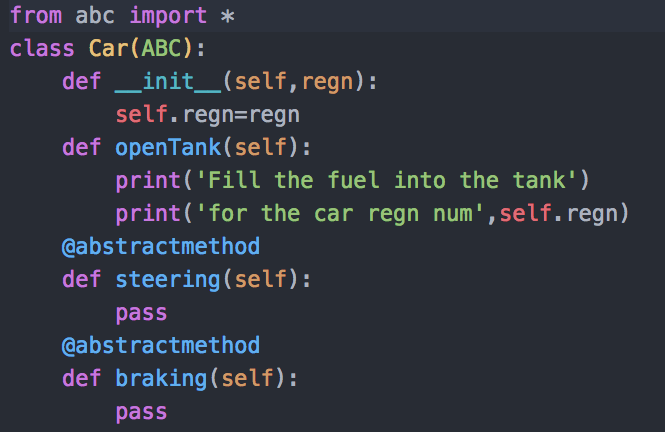 from abc import *
class Car(ABC):
    def __init__(self,regn):
        self.regn=regn
    def openTank(self):
        print('Fill the fuel into the tank')
        print('for the car regn num',self.regn)
    @abstractmethod
    def steering(self):
        pass
    @abstractmethod
    def braking(self):
        pass